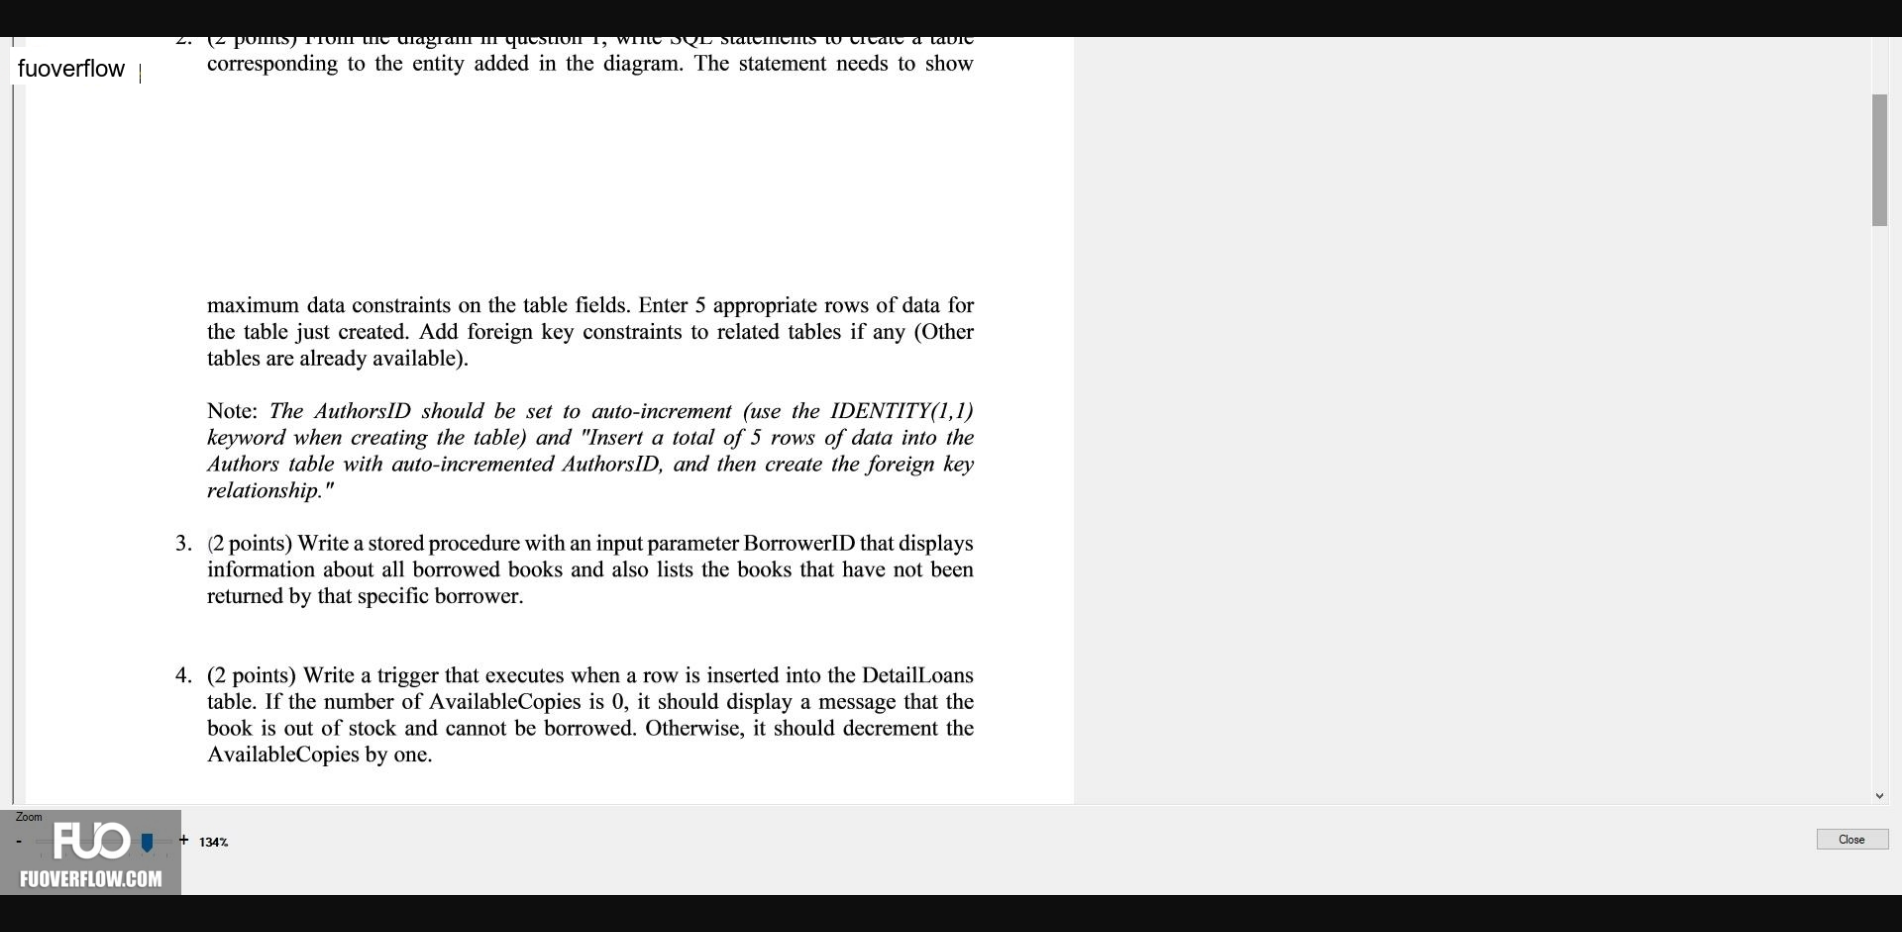 2. (2 points) From the diagram in question 1, write SQL statements to create a table
fuoverflow
corresponding to the entity added in the diagram. The statement needs to show
maximum data constraints on the table fields. Enter 5 appropriate rows of data for
the table just created. Add foreign key constraints to related tables if any (Other
tables are already available).
Note: The AuthorsID should be set to auto-increment (use the IDENTITY(1,1)
keyword when creating the table) and "Insert a total of 5 rows of data into the
Authors table with auto-incremented AuthorsID, and then create the foreign key
relationship."
3. (2 points) Write a stored procedure with an input parameter BorrowerID that displays
information about all borrowed books and also lists the books that have not been
returned by that specific borrower.
4. (2 points) Write a trigger that executes when a row is inserted into the DetailLoans
table. If the number of AvailableCopies is 0, it should display a message that the
book is out of stock and cannot be borrowed. Otherwise, it should decrement the
AvailableCopies by one.
Zoom
- + 134%
Close
FUO
FUOVERFLOW.COM